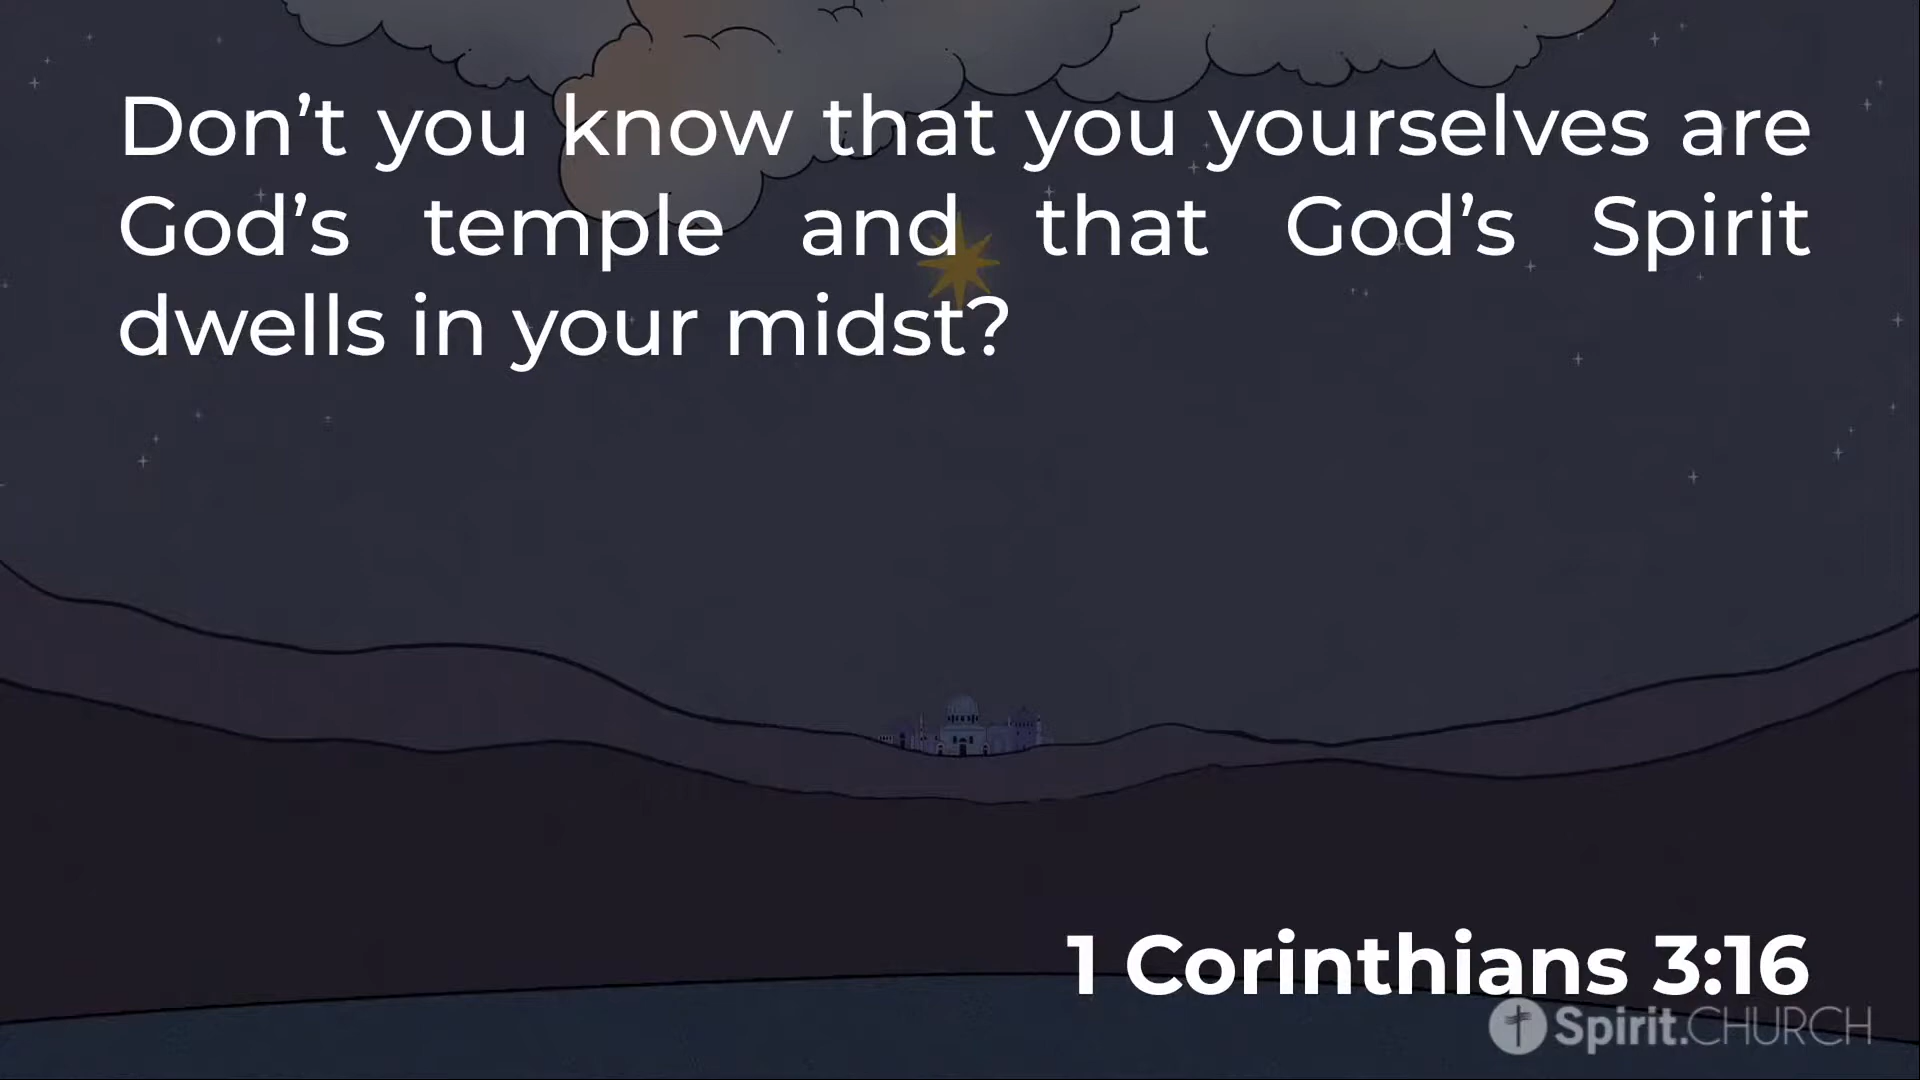 Don’t you know that you yourselves are
God’s temple and that God’s Spirit
dwells in your midst?
1 Corinthians 3:16
Spirit.CHURCH